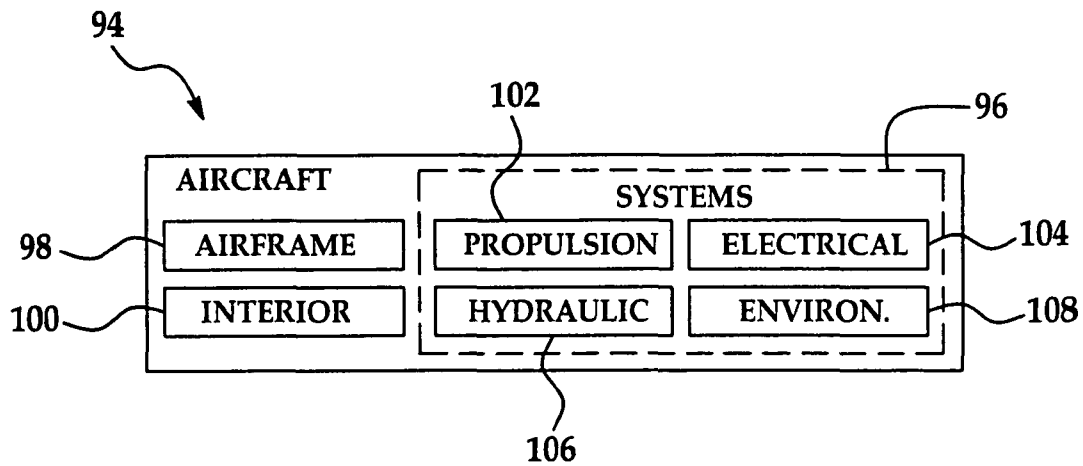 94
102
96
AIRCRAFT
SYSTEMS
98
AIRFRAME
PROPULSION
ELECTRICAL
104
100
INTERIOR
HYDRAULIC
ENVIRON.
108
106